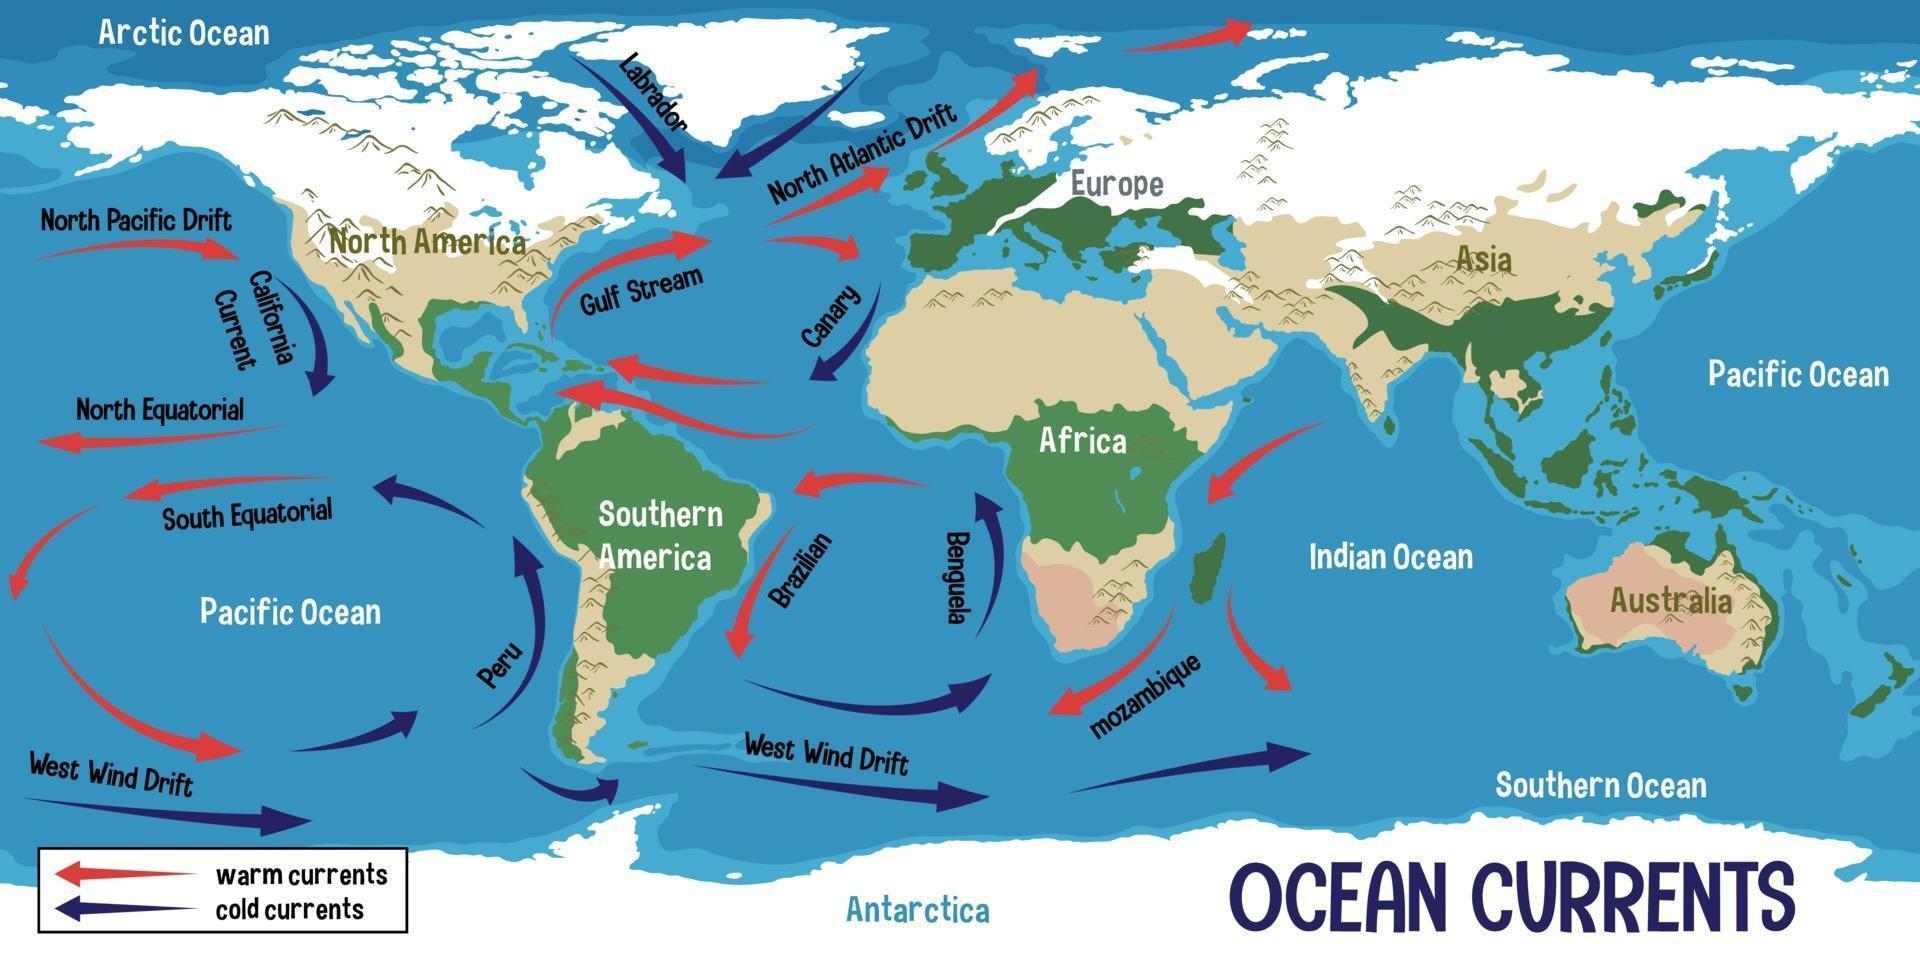 Arctic Ocean
Labrador
North Atlantic Drift
Europe
North Pacific Drift
North America
Asia
California
Current
Gulf Stream
Canary
Pacific Ocean
North Equatorial
Africa
South Equatorial
Southern
America
Brazilian
Benguela
Indian Ocean
Australia
Pacific Ocean
Peru
mozambique
West Wind Drift
West Wind Drift
Southern Ocean
warm currents
cold currents
Antarctica
OCEAN CURRENTS